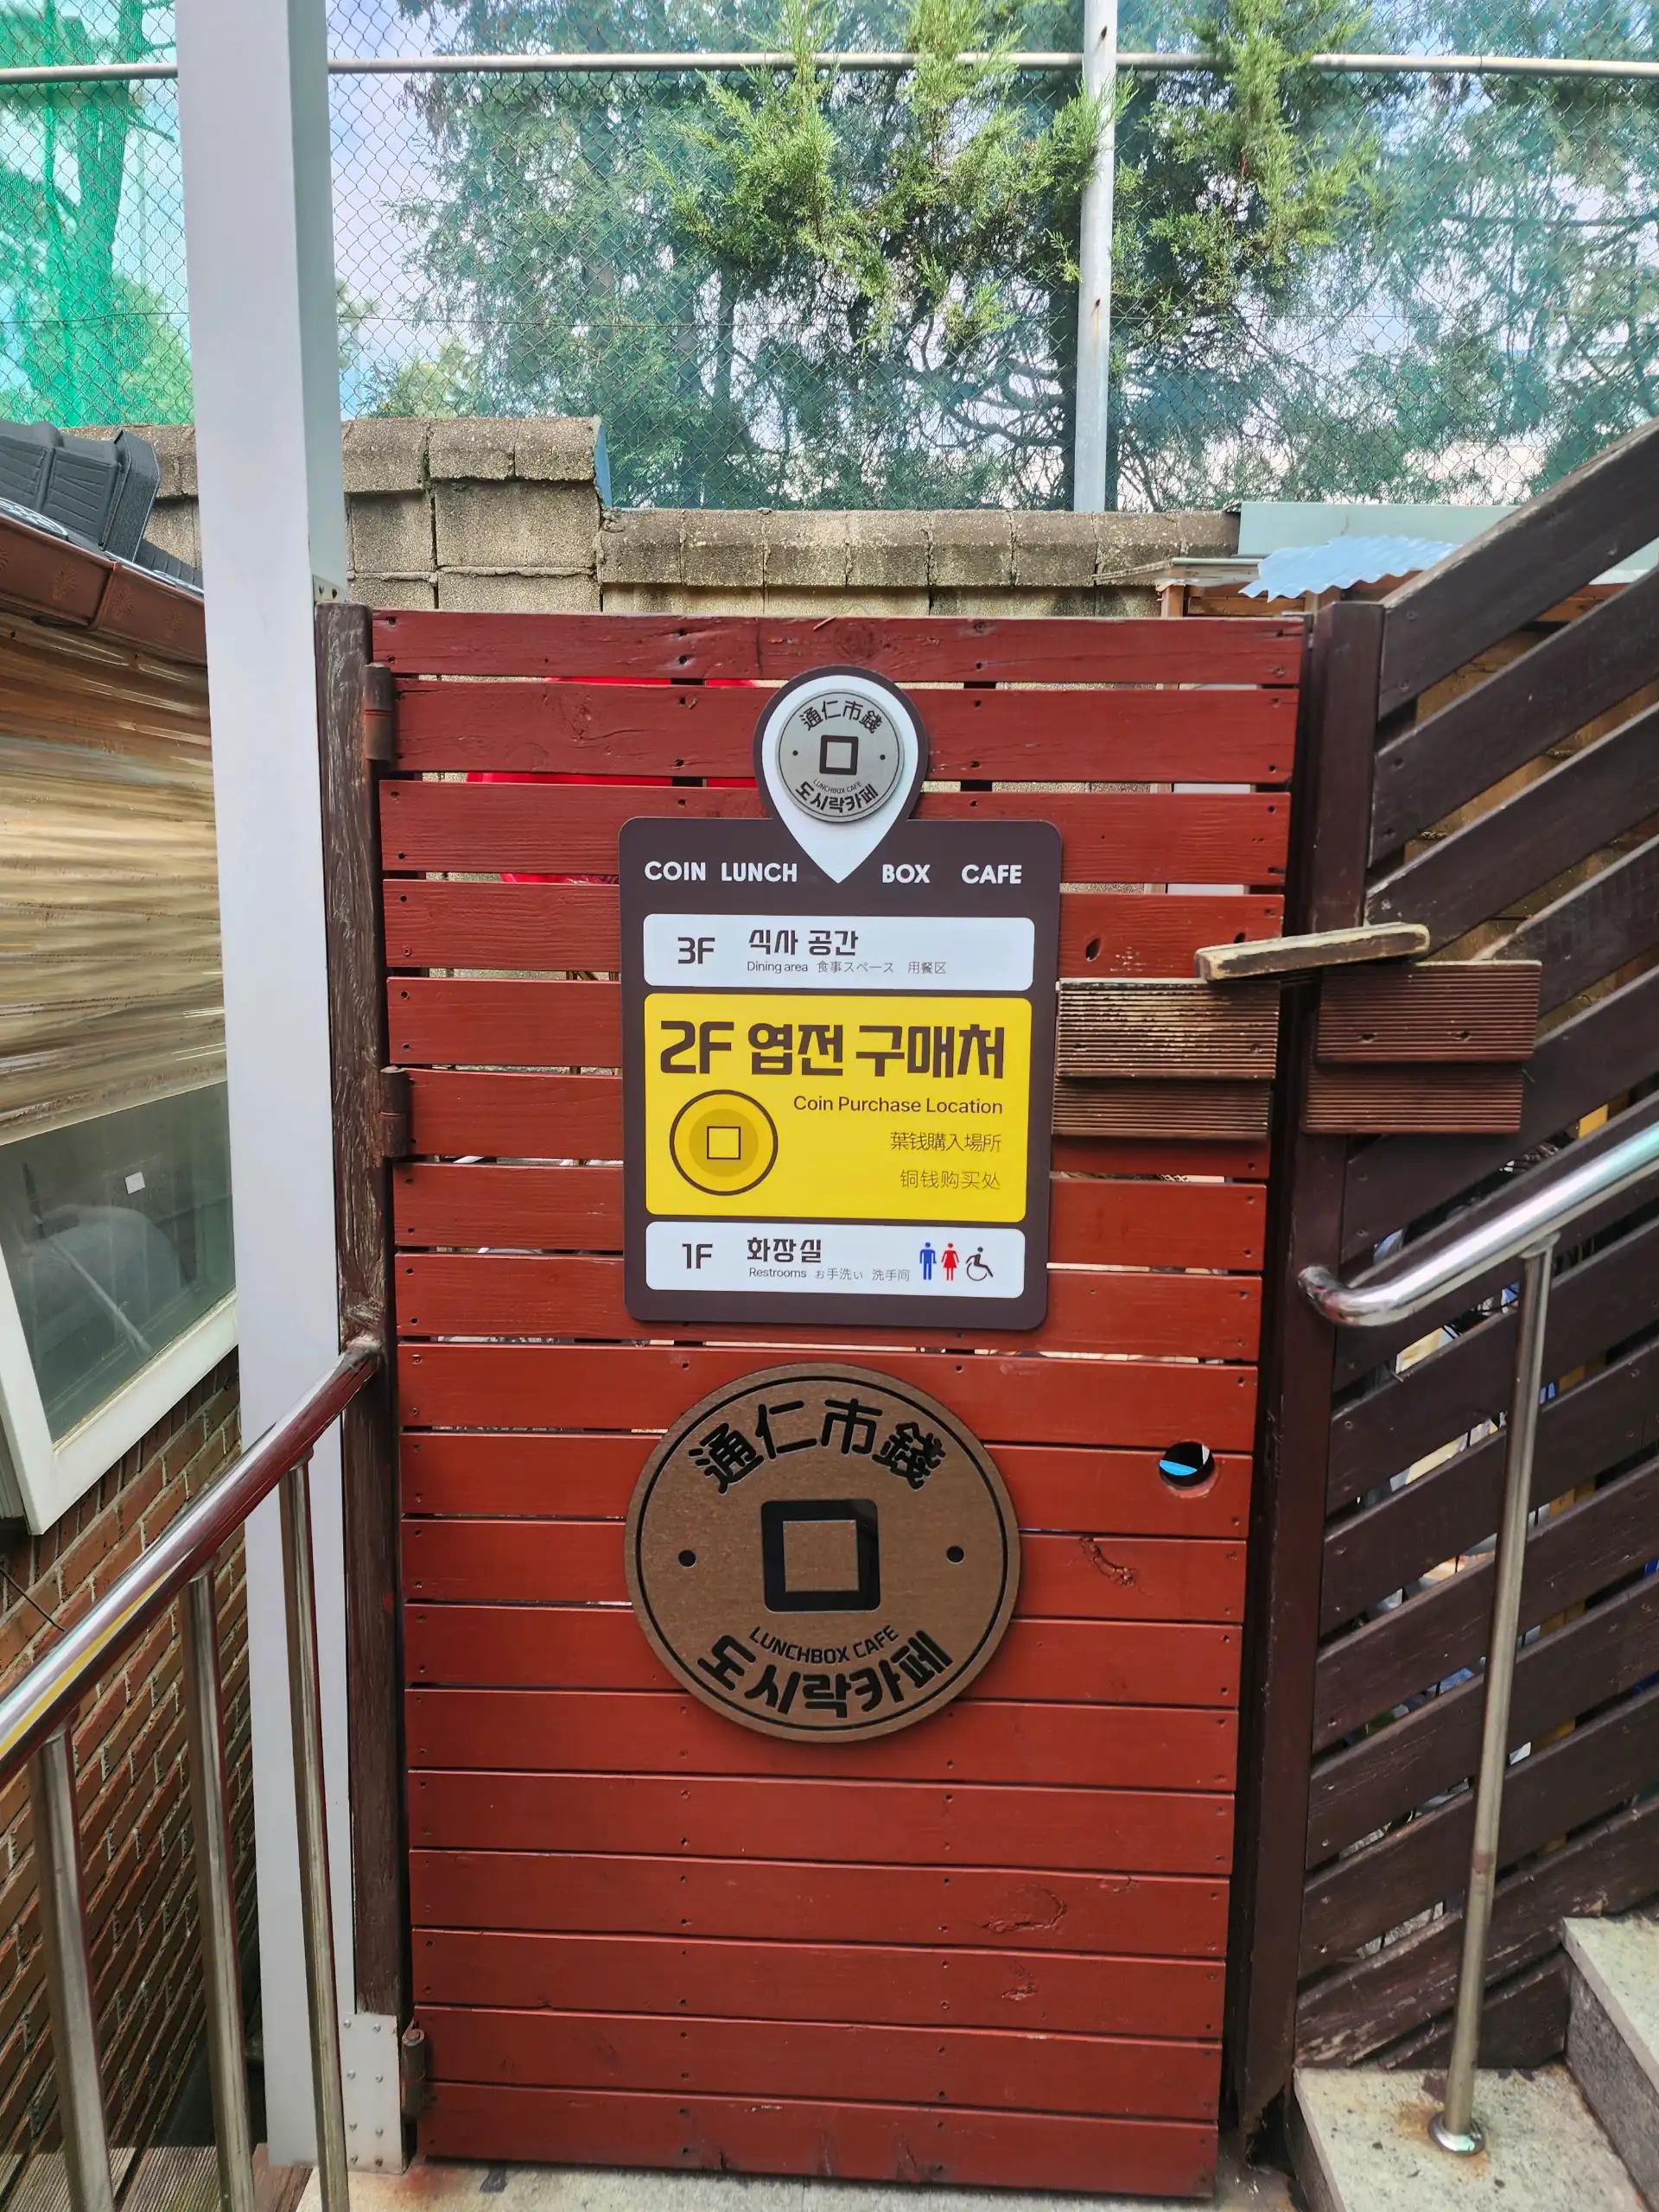 通仁市錢
LUNCHBOX CAFE
도시락카페
COIN LUNCH BOX CAFE
3F 식사 공간
Dining area 食事スペース 用餐区
2F 엽전 구매처
Coin Purchase Location
葉钱購入場所
铜钱购买处
1F 화장실
Restrooms お手洗い 洗手间
通仁市錢
LUNCHBOX CAFE
도시락카페